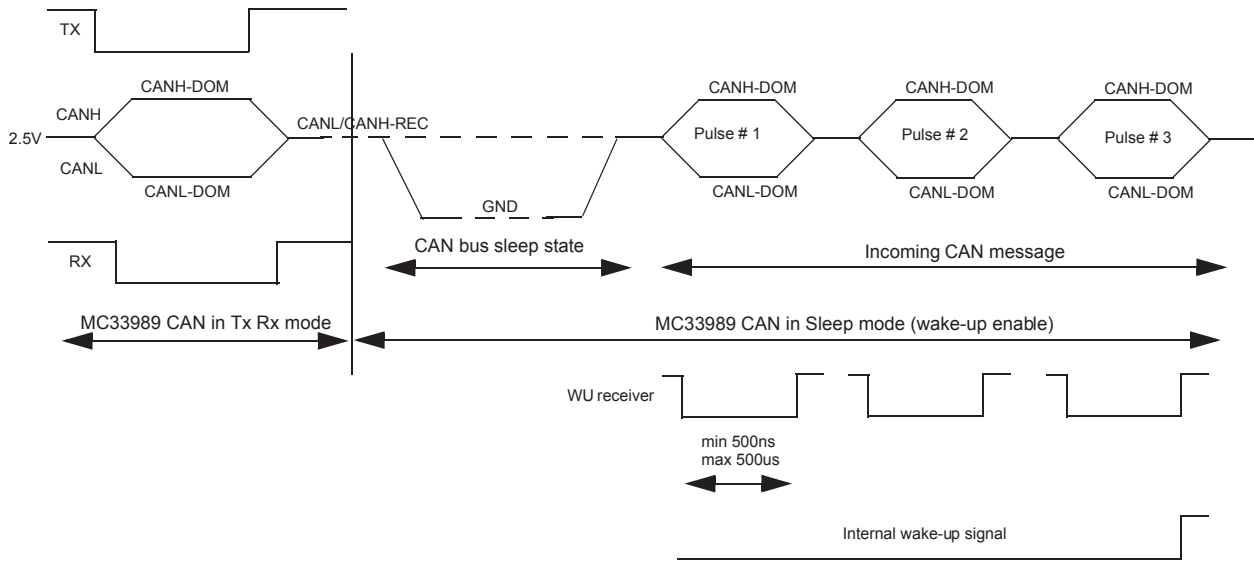 TX
CANH-DOM
CANH-DOM
CANH-DOM
CANH-DOM
CANH
CANL/CANH-REC
2.5V
Pulse # 1
Pulse # 2
Pulse # 3
CANL
CANL-DOM
CANL-DOM
CANL-DOM
CANL-DOM
GND
CAN bus sleep state
Incoming CAN message
RX
MC33989 CAN in Tx Rx mode
MC33989 CAN in Sleep mode (wake-up enable)
WU receiver
min 500ns
max 500us
Internal wake-up signal